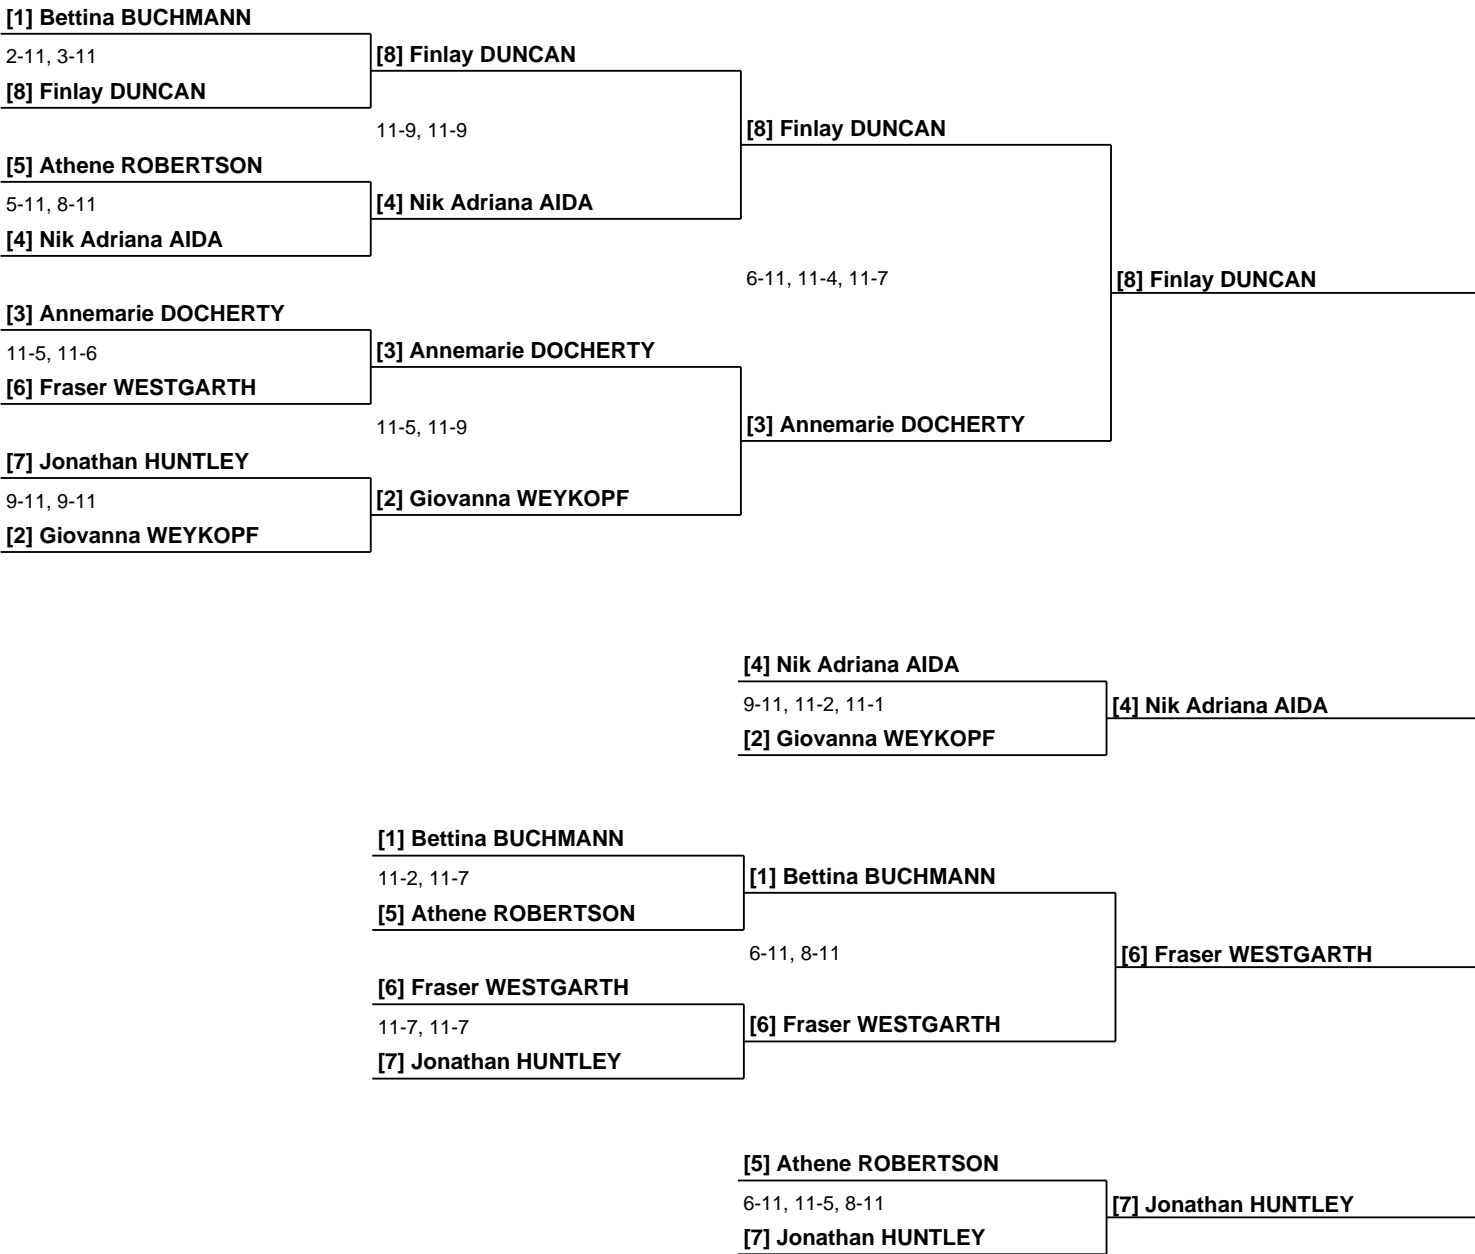 [1] Bettina BUCHMANN
2-11, 3-11
[8] Finlay DUNCAN
[8] Finlay DUNCAN
11-9, 11-9
[8] Finlay DUNCAN
[5] Athene ROBERTSON
5-11, 8-11
[4] Nik Adriana AIDA
[4] Nik Adriana AIDA
6-11, 11-4, 11-7
[8] Finlay DUNCAN
[3] Annemarie DOCHERTY
11-5, 11-6
[3] Annemarie DOCHERTY
[6] Fraser WESTGARTH
11-5, 11-9
[3] Annemarie DOCHERTY
[7] Jonathan HUNTLEY
9-11, 9-11
[2] Giovanna WEYKOPF
[2] Giovanna WEYKOPF
[4] Nik Adriana AIDA
9-11, 11-2, 11-1
[4] Nik Adriana AIDA
[2] Giovanna WEYKOPF
[1] Bettina BUCHMANN
11-2, 11-7
[1] Bettina BUCHMANN
[5] Athene ROBERTSON
6-11, 8-11
[6] Fraser WESTGARTH
[6] Fraser WESTGARTH
11-7, 11-7
[6] Fraser WESTGARTH
[7] Jonathan HUNTLEY
[5] Athene ROBERTSON
6-11, 11-5, 8-11
[7] Jonathan HUNTLEY
[7] Jonathan HUNTLEY